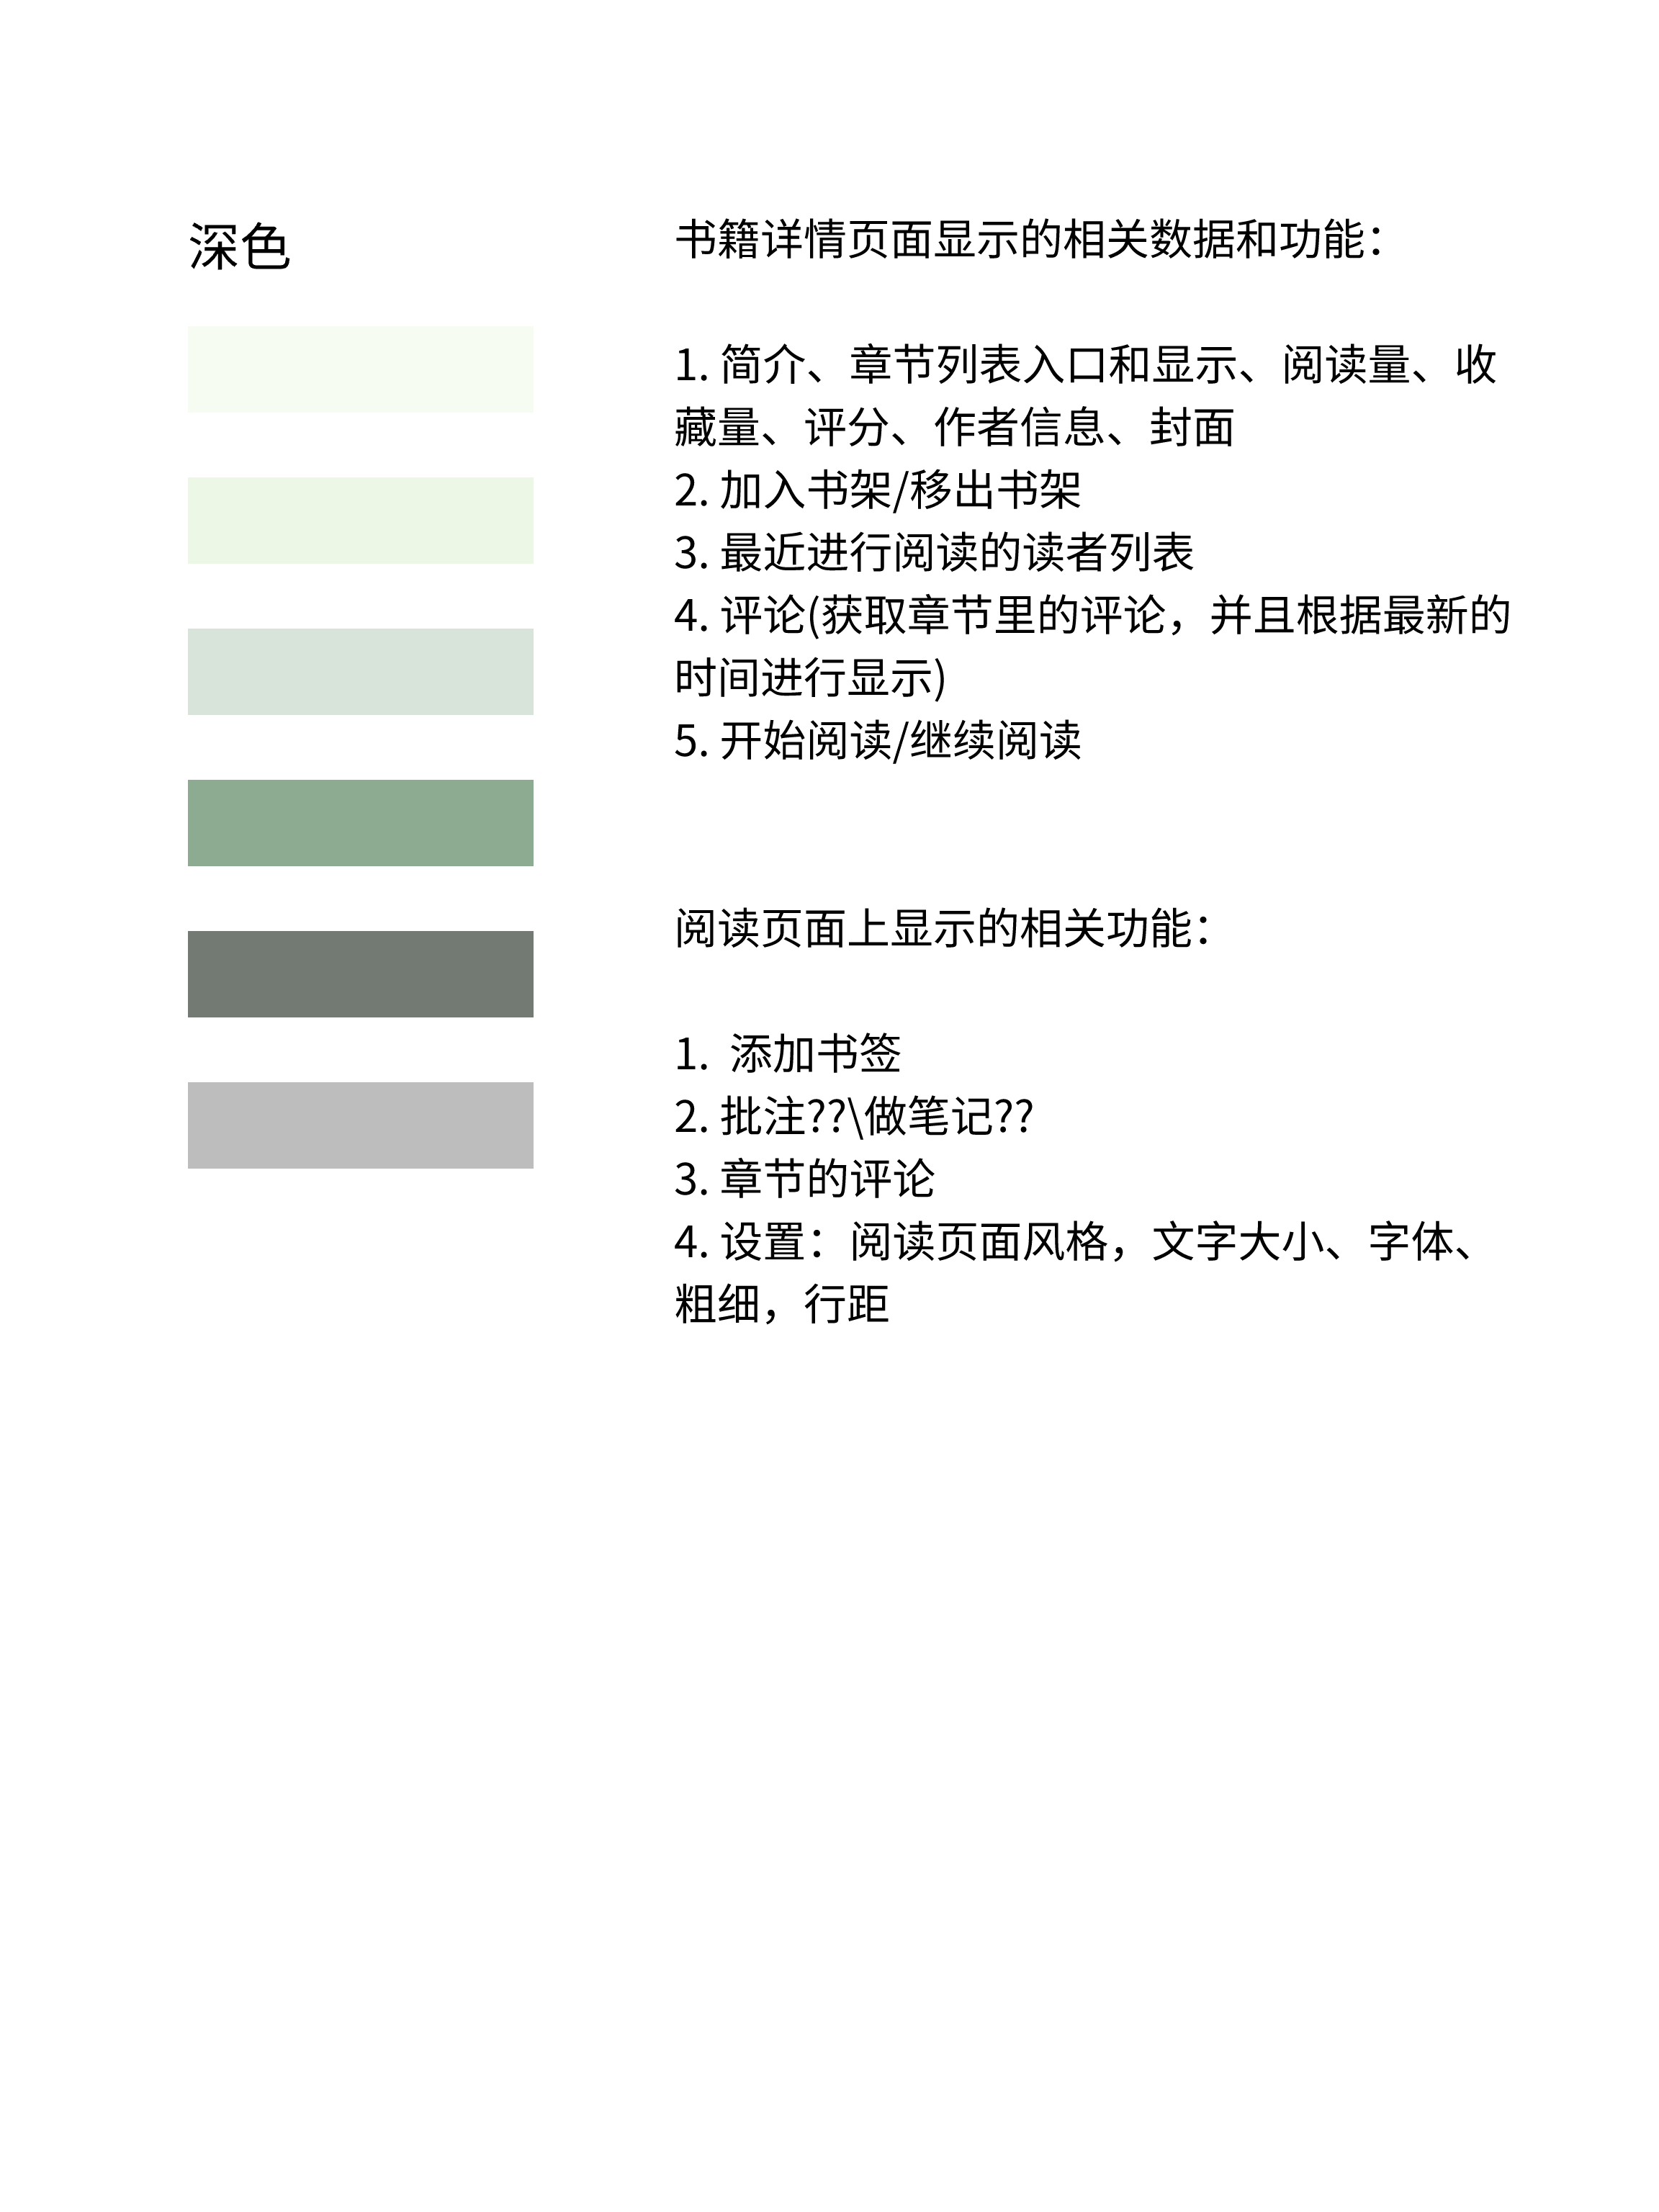 深色
书籍详情页面显示的相关数据和功能：
1. 简介、章节列表入口和显示、阅读量、收
藏量、评分、作者信息、封面
2. 加入书架/移出书架
3. 最近进行阅读的读者列表
4. 评论(获取章节里的评论，并且根据最新的
时间进行显示)
5. 开始阅读/继续阅读
阅读页面上显示的相关功能：
1.  添加书签
2. 批注??\做笔记??
3. 章节的评论
4. 设置：阅读页面风格，文字大小、字体、
粗细，行距